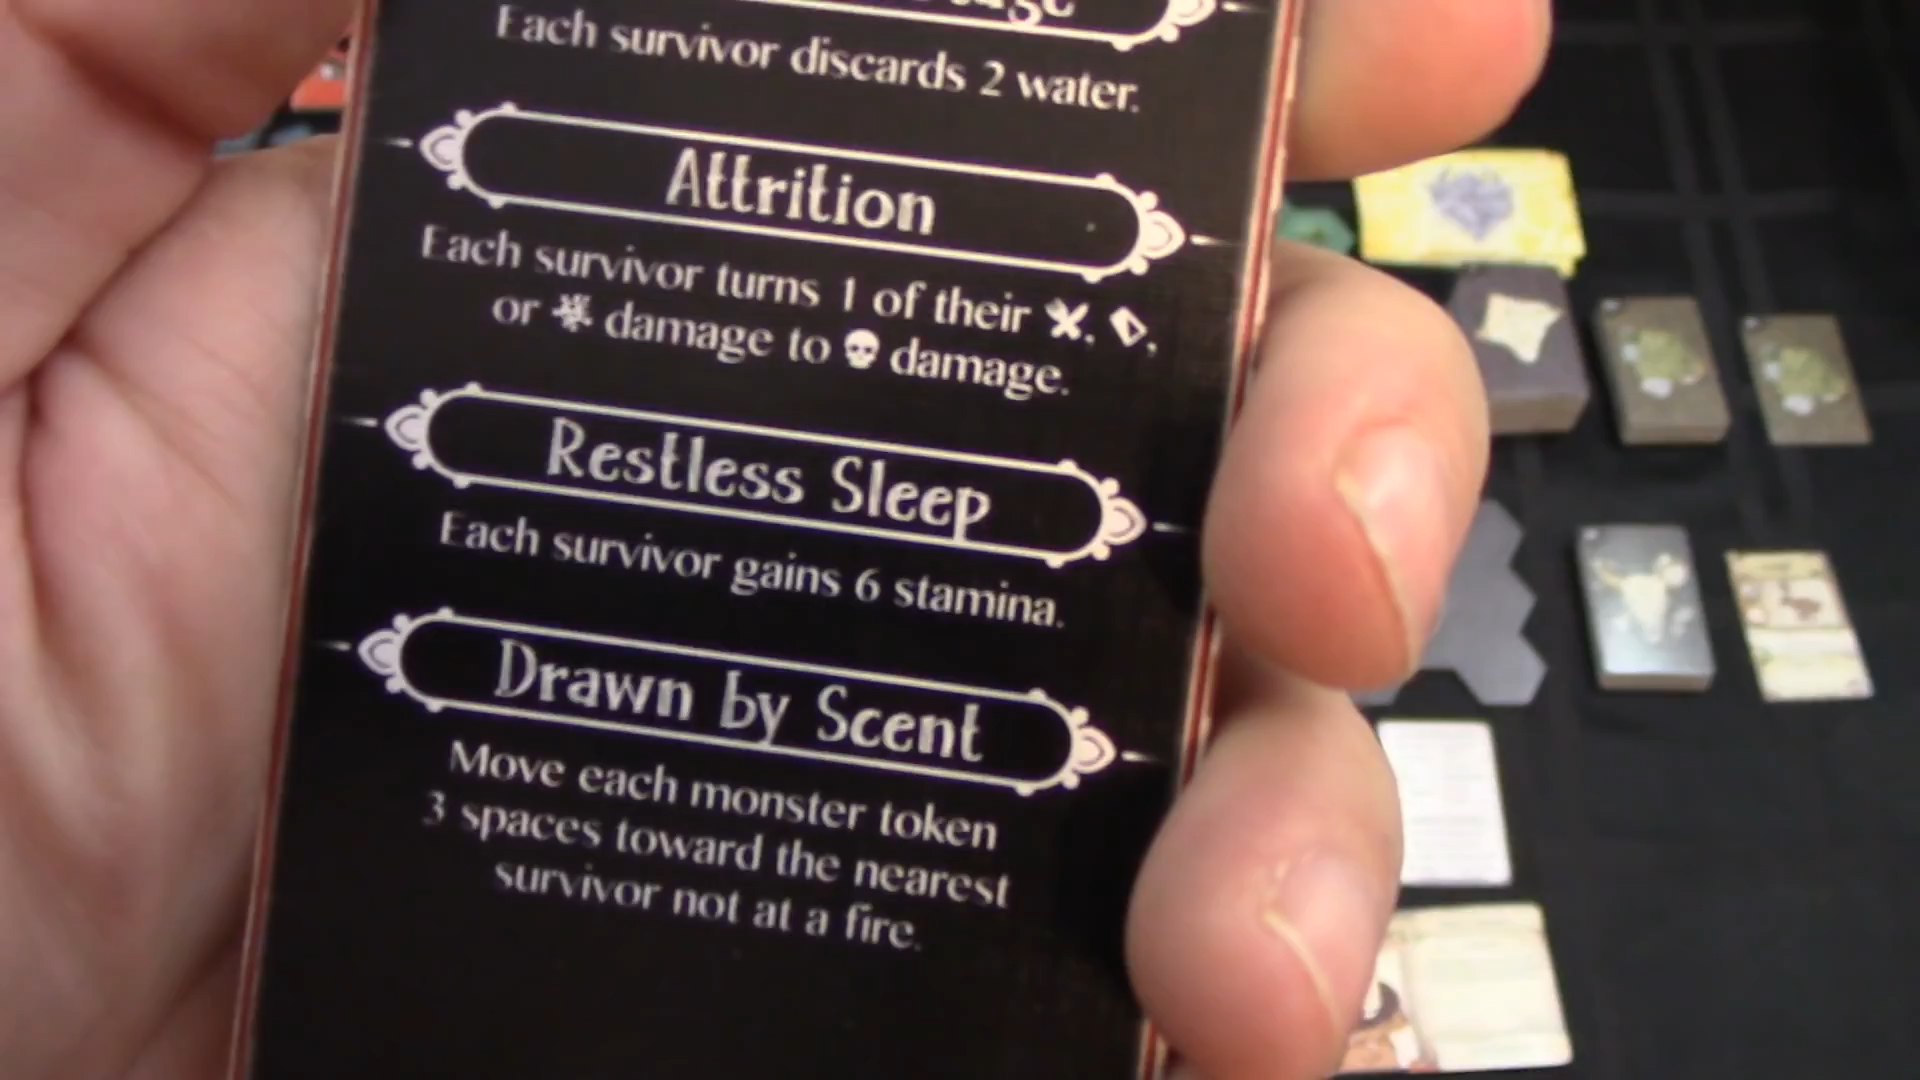 Each survivor discards 2 water.
Attrition
Each survivor turns 1 of their , ,
or damage to damage.
Restless Sleep
Each survivor gains 6 stamina.
Drawn by Scent
Move each monster token
3 spaces toward the nearest
survivor not at a fire.